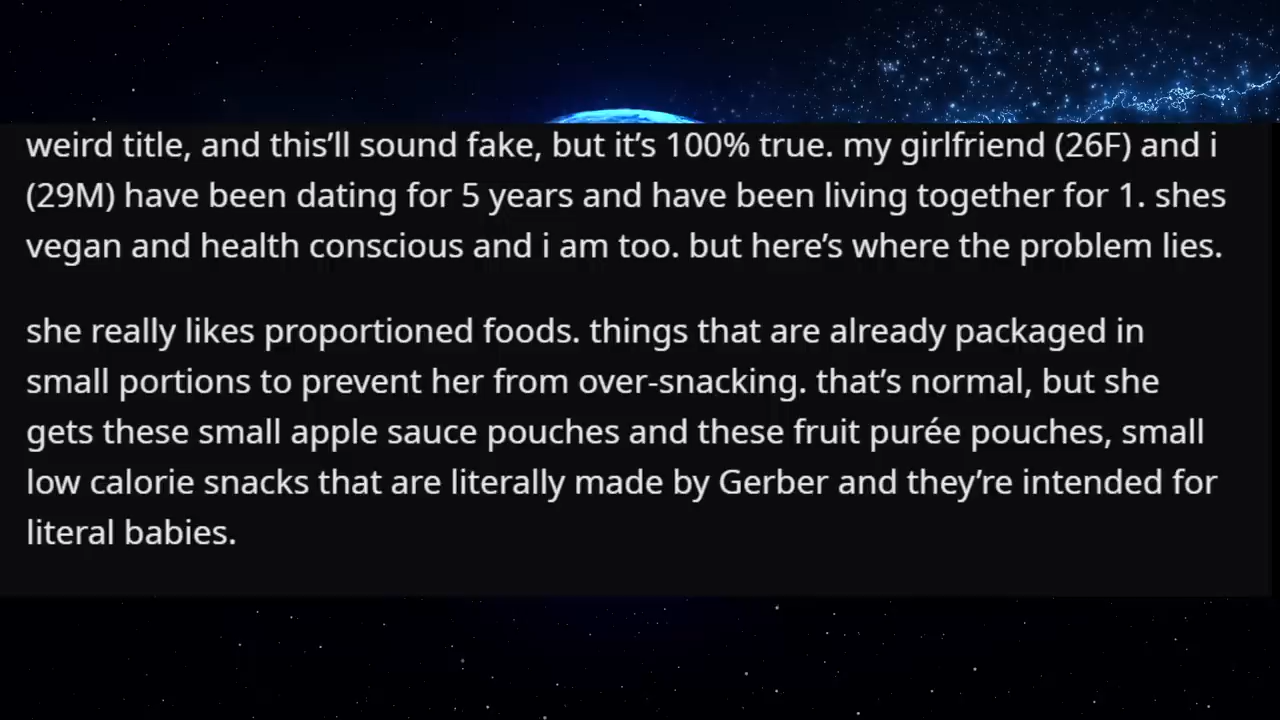 weird title, and this’ll sound fake, but it’s 100% true. my girlfriend (26F) and i
(29M) have been dating for 5 years and have been living together for 1. shes
vegan and health conscious and i am too. but here’s where the problem lies.
she really likes proportioned foods. things that are already packaged in
small portions to prevent her from over-snacking. that’s normal, but she
gets these small apple sauce pouches and these fruit purée pouches, small
low calorie snacks that are literally made by Gerber and they’re intended for
literal babies.